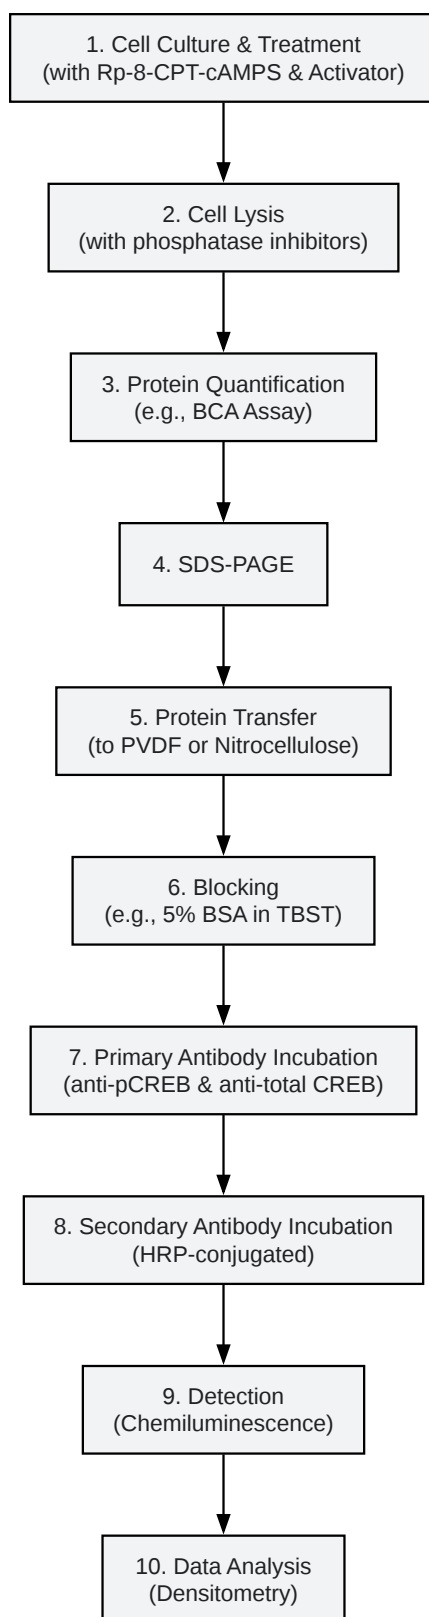 1. Cell Culture & Treatment
(with Rp-8-CPT-cAMPS & Activator)
2. Cell Lysis
(with phosphatase inhibitors)
3. Protein Quantification
(e.g., BCA Assay)
4. SDS-PAGE
5. Protein Transfer
(to PVDF or Nitrocellulose)
6. Blocking
(e.g., 5% BSA in TBST)
7. Primary Antibody Incubation
(anti-pCREB & anti-total CREB)
8. Secondary Antibody Incubation
(HRP-conjugated)
9. Detection
(Chemiluminescence)
10. Data Analysis
(Densitometry)